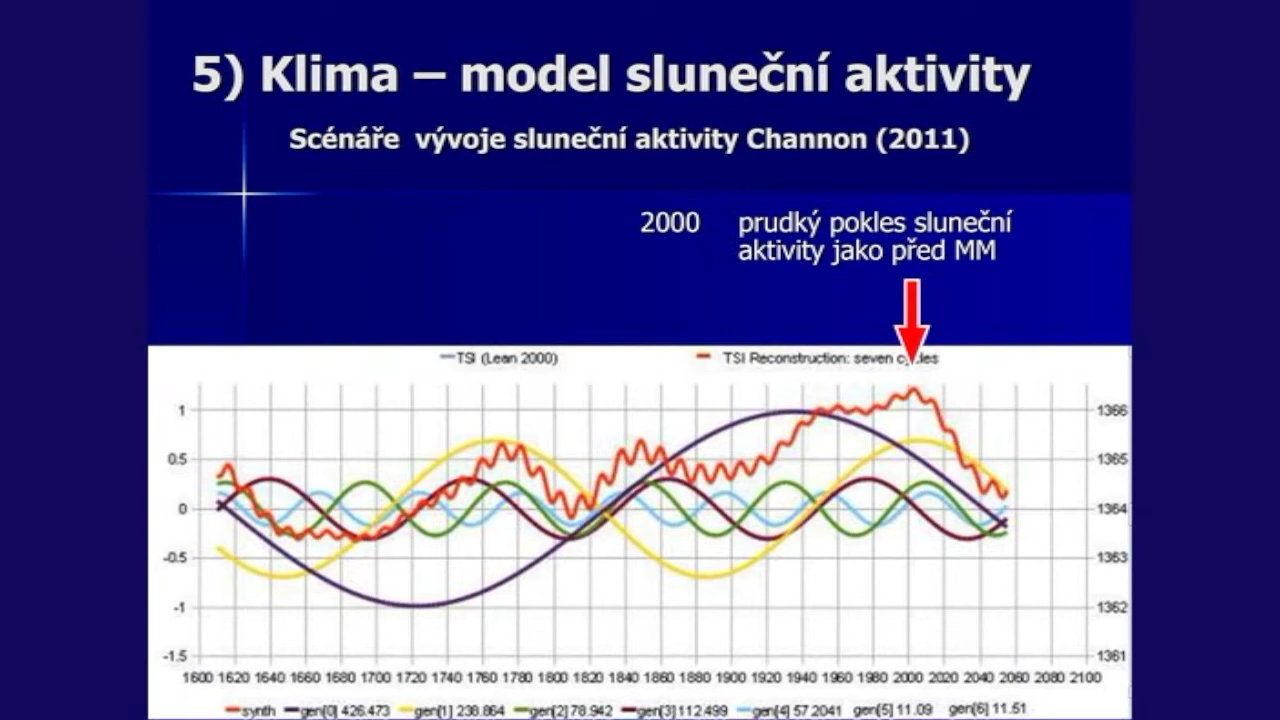 5) Klima – model sluneční aktivity
Scénáře vývoje sluneční aktivity Channon (2011)
2000 prudký pokles sluneční
aktivity jako před MM
TSI (Lean 2000) TSI Reconstruction: seven cycles
1 1366
0.5 1365
0 1364
-0.5 1363
-1 1362
-1.5 1361
1600 1620 1640 1660 1680 1700 1720 1740 1760 1780 1800 1820 1840 1860 1880 1900 1920 1940 1960 1980 2000 2020 2040 2060 2080 2100
synth gen[0] 426.473 gen[1] 238.864 gen[2] 78.942 gen[3] 112.499 gen[4] 57.2041 gen[5] 11.09 gen[6] 11.51